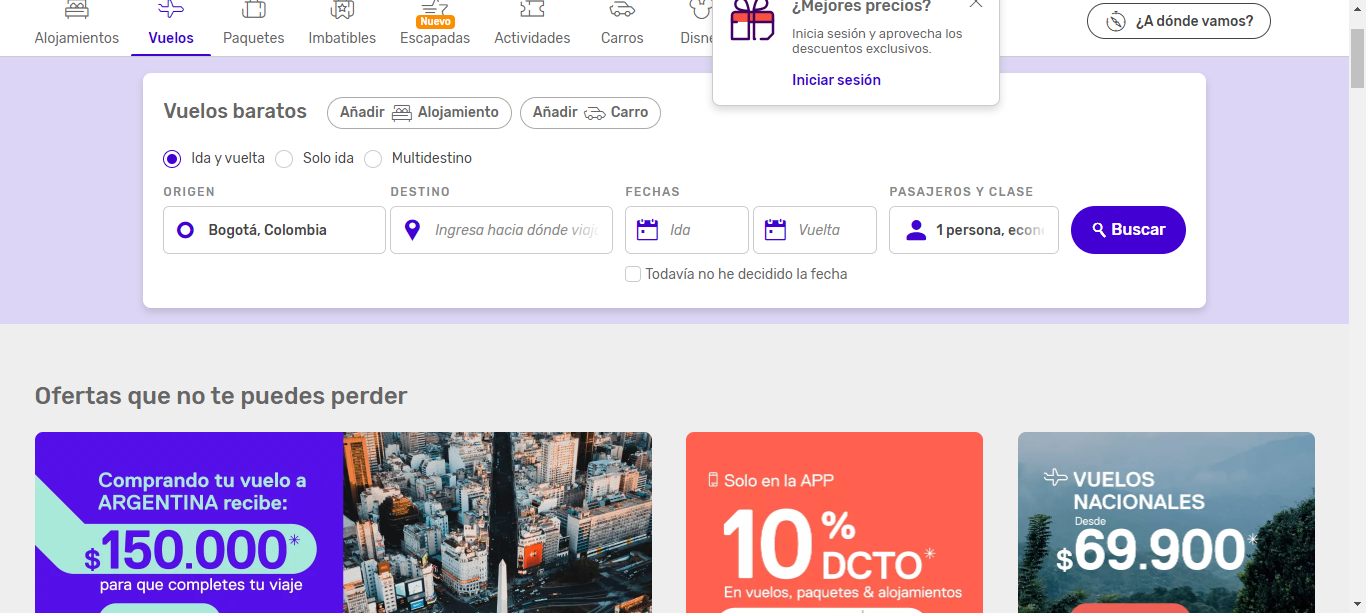 Alojamientos
Vuelos
Paquetes
Imbatibles
Nuevo
Escapadas
Actividades
Carros
¿Mejores precios?
Inicia sesión y aprovecha los
descuentos exclusivos.
Iniciar sesión
¿A dónde vamos?
Vuelos baratos
Añadir Alojamiento
Añadir Carro
Ida y vuelta
Solo ida
Multidestino
ORIGEN
DESTINO
FECHAS
PASAJEROS Y CLASE
Bogotá, Colombia
Ingresa hacia dónde viaj
Ida
Vuelta
1 persona, econ
Buscar
Todavía no he decidido la fecha
Ofertas que no te puedes perder
Comprando tu vuelo a
ARGENTINA recibe:
$150.000*
para que completes tu viaje
Solo en la APP
10% DCTO*
En vuelos, paquetes & alojamientos
VUELOS
NACIONALES
Desde
$69.900*